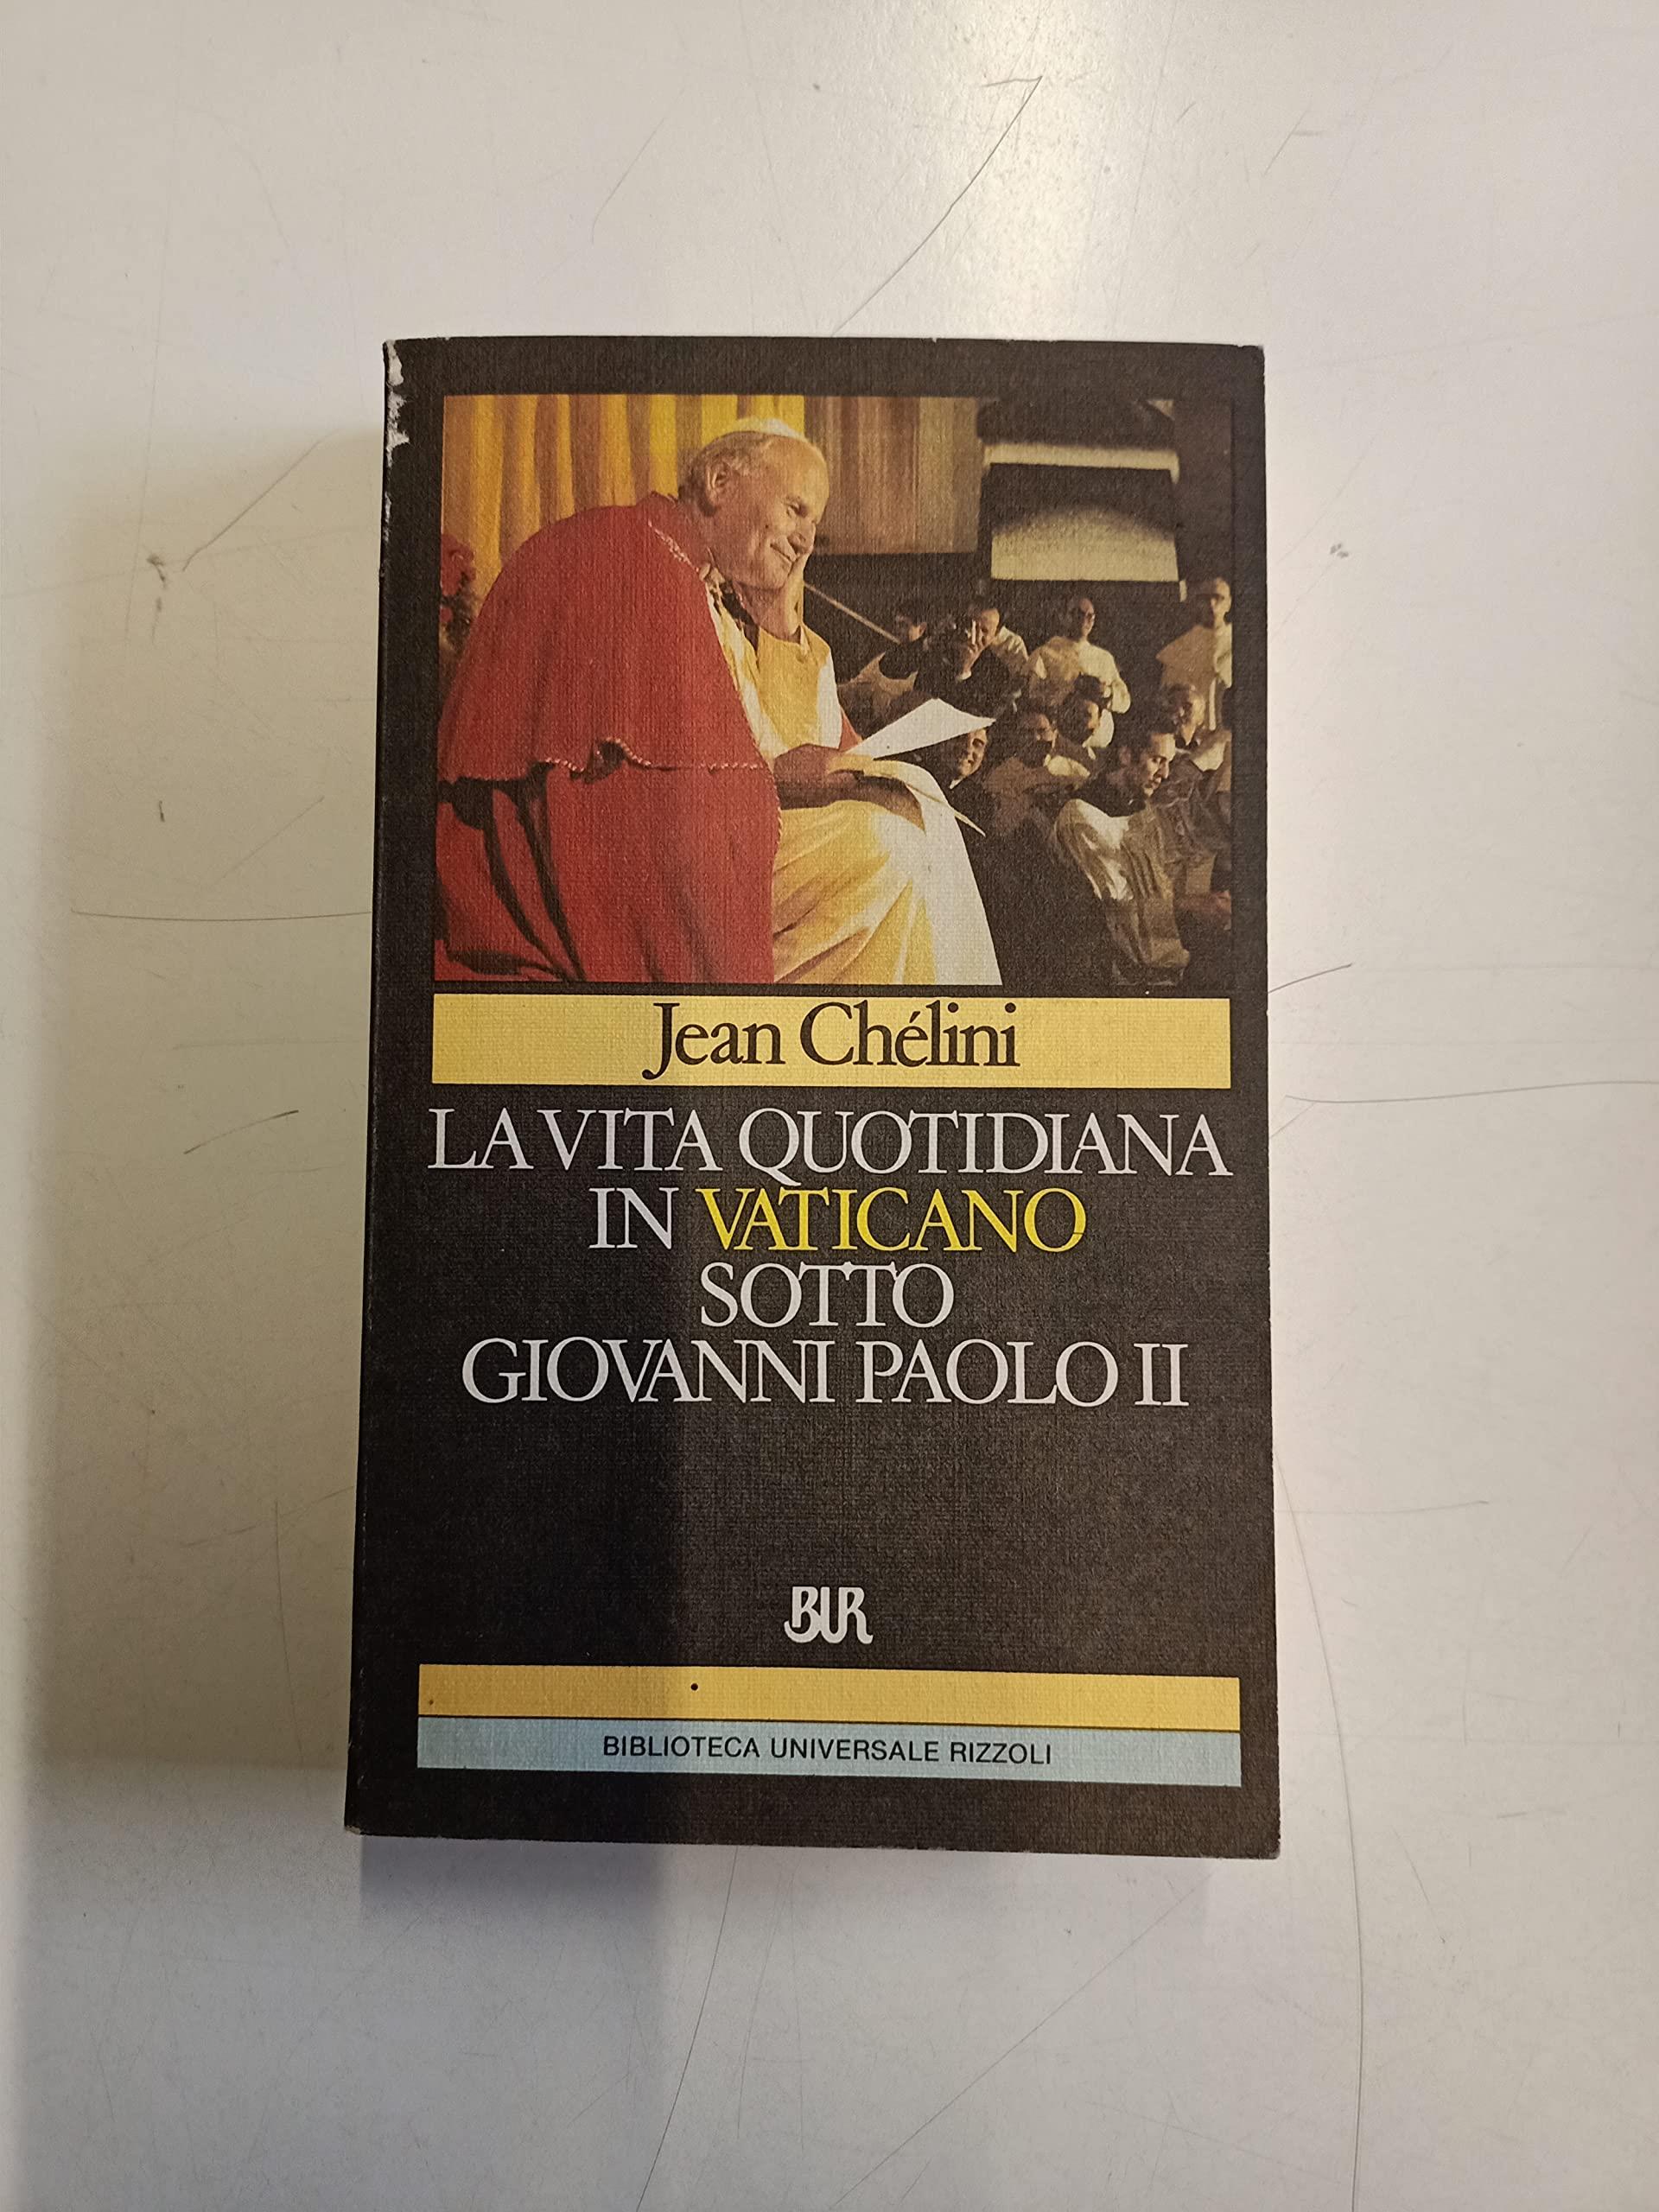 Jean Chélini
LA VITA QUOTIDIANA
IN VATICANO
SOTTO
GIOVANNI PAOLO II
BUR
BIBLIOTECA UNIVERSALE RIZZOLI